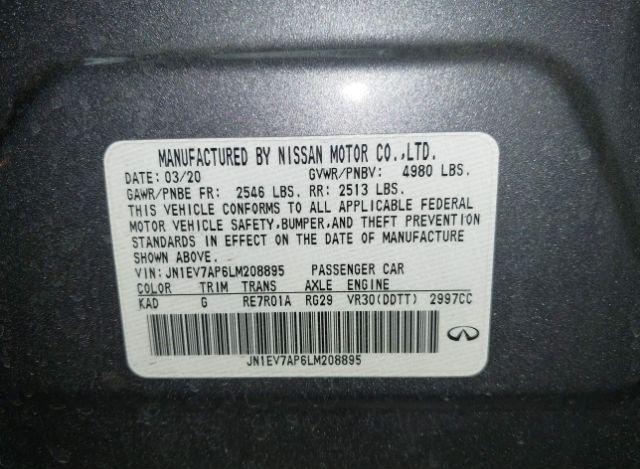 MANUFACTURED BY NISSAN MOTOR CO.,LTD.
DATE: 03/20 GVWR/PNBV: 4980 LBS.
GAWR/PNBE FR: 2546 LBS. RR: 2513 LBS.
THIS VEHICLE CONFORMS TO ALL APPLICABLE FEDERAL
MOTOR VEHICLE SAFETY,BUMPER,AND THEFT PREVENTION
STANDARDS IN EFFECT ON THE DATE OF MANUFACTURE
SHOWN ABOVE.
VIN: JN1EV7AP6LM208895 PASSENGER CAR
COLOR TRIM TRANS AXLE ENGINE
KAD G RE7R01A RG29 VR30(DDTT) 2997CC
JN1EV7AP6LM208895